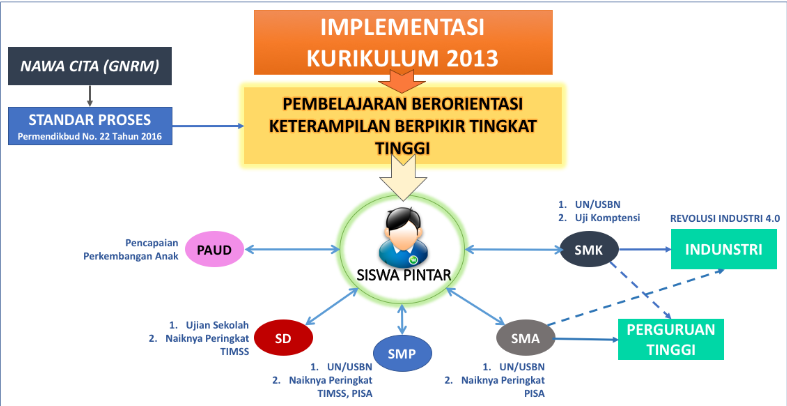 IMPLEMENTASI
KURIKULUM 2013
NAWA CITA (GNRM)
STANDAR PROSES
Permendikbud No. 22 Tahun 2016
PEMBELAJARAN BERORIENTASI
KETERAMPILAN BERPIKIR TINGKAT
TINGGI
SISWA PINTAR
Pencapaian
Perkembangan Anak
PAUD
1. UN/USBN
2. Uji Komptensi
SMK
REVOLUSI INDUSTRI 4.0
INDUNSTRI
1. Ujian Sekolah
2. Naiknya Peringkat
TIMSS
SD
SMP
1. UN/USBN
2. Naiknya Peringkat
TIMSS, PISA
SMA
1. UN/USBN
2. Naiknya Peringkat
PISA
PERGURUAN
TINGGI